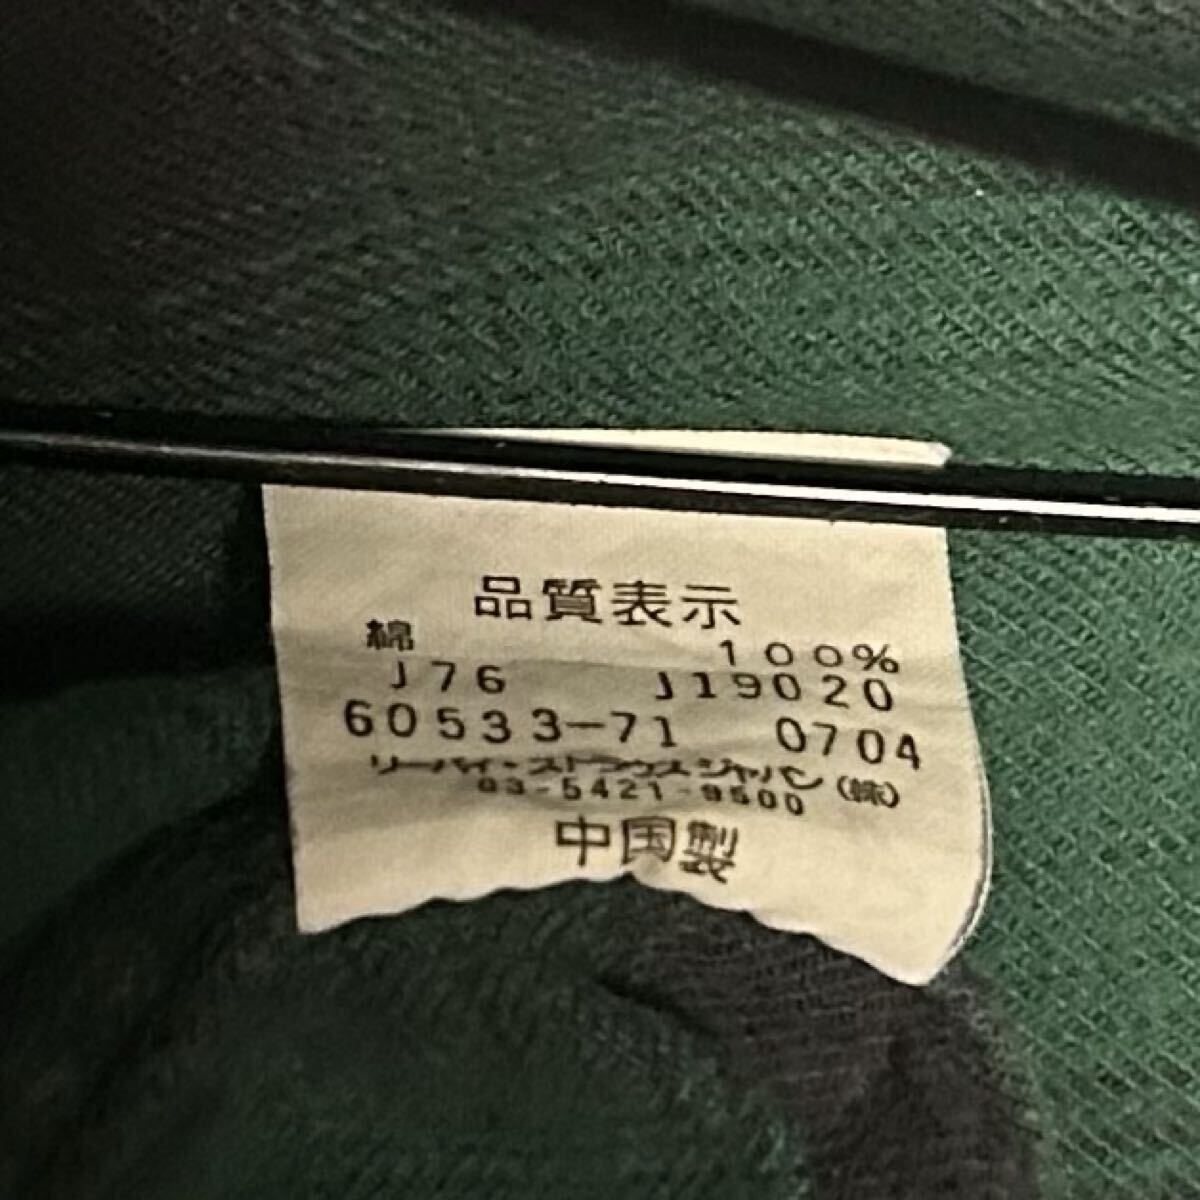 品質表示
綿 100%
J76 J19020
60533-71 0704
リーバイ・ストラウスジャパン(株)
03-5421-9500
中国製